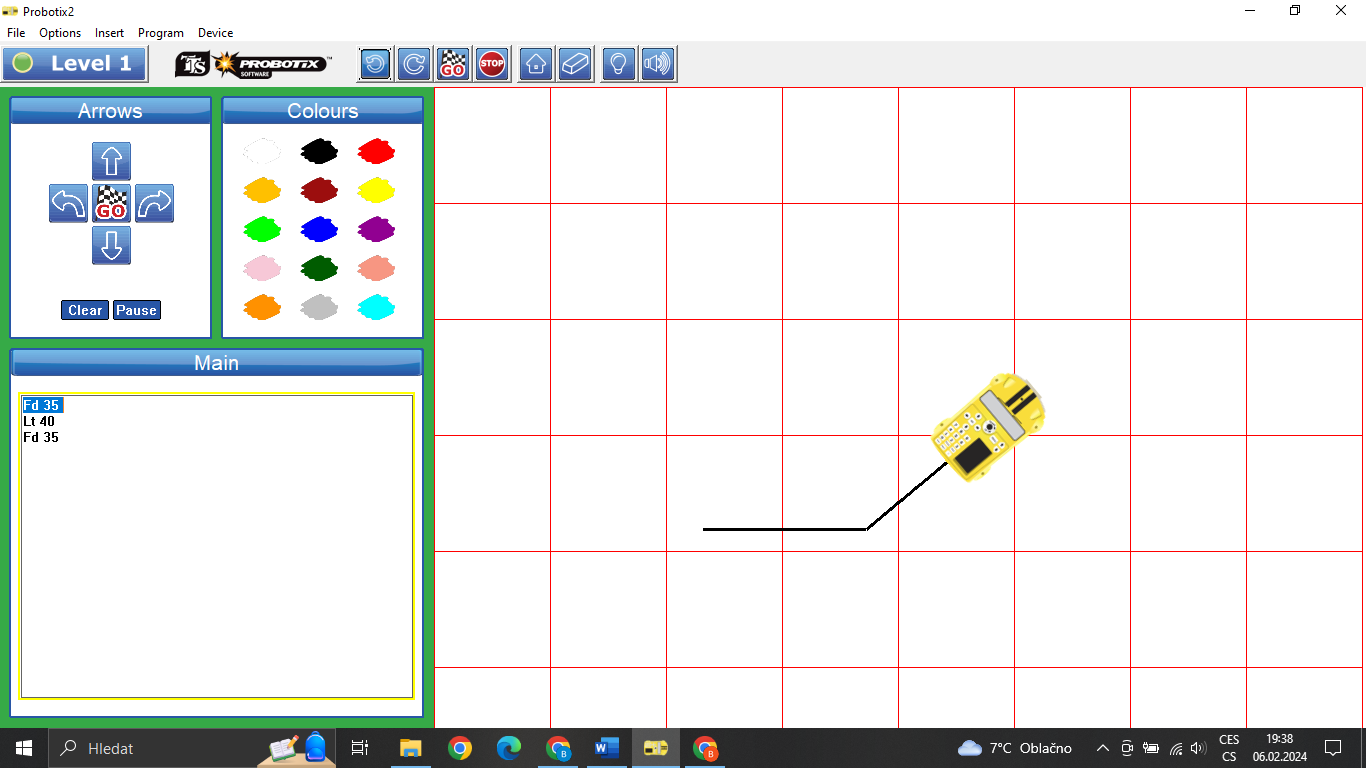 Probotix2
File Options Insert Program Device
Level 1
TTS PROBOTIX™
SOFTWARE
GO
STOP
Arrows
Colours
GO
Clear Pause
Main
Fd 35
Lt 40
Fd 35
Hledat
7°C Oblačno
CES
CS
19:38
06.02.2024